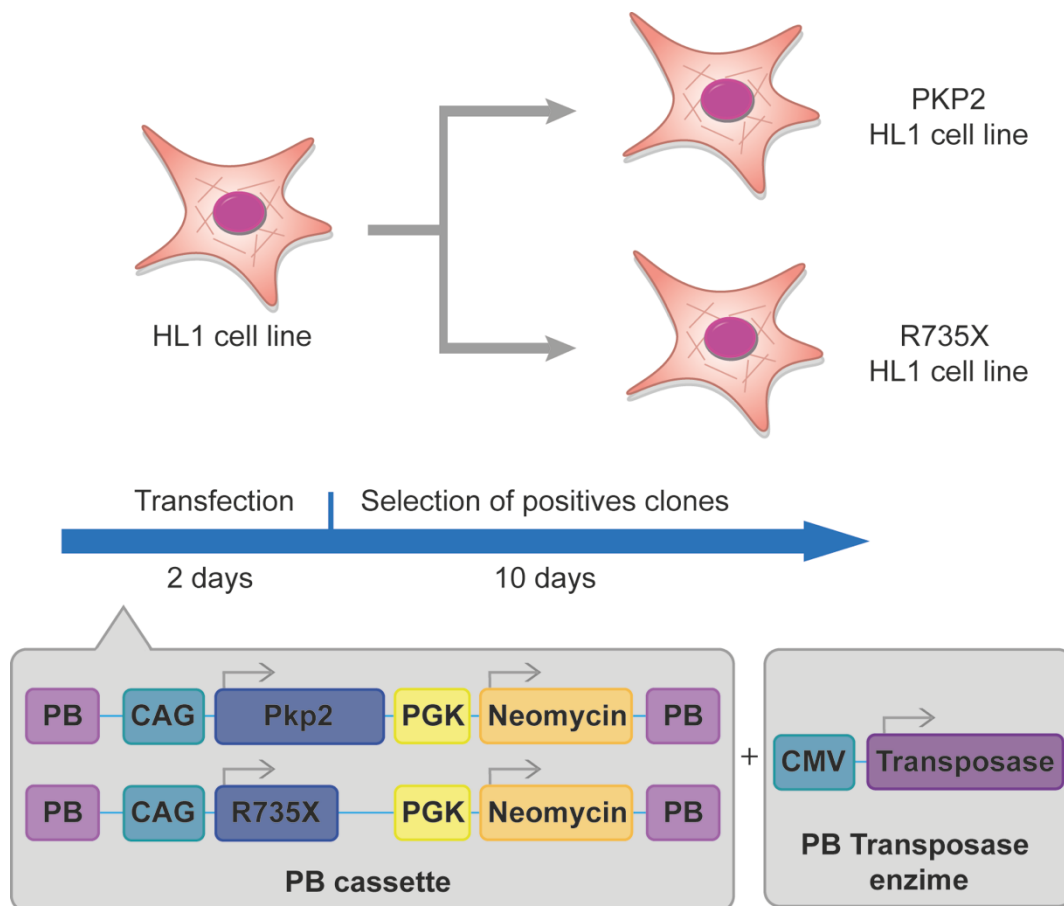 PKP2
HL1 cell line
HL1 cell line
R735X
HL1 cell line
Transfection
Selection of positives clones
2 days
10 days
PB CAG Pkp2 PGK Neomycin PB
PB CAG R735X PGK Neomycin PB
PB cassette
+
CMV Transposase
PB Transposase
enzime